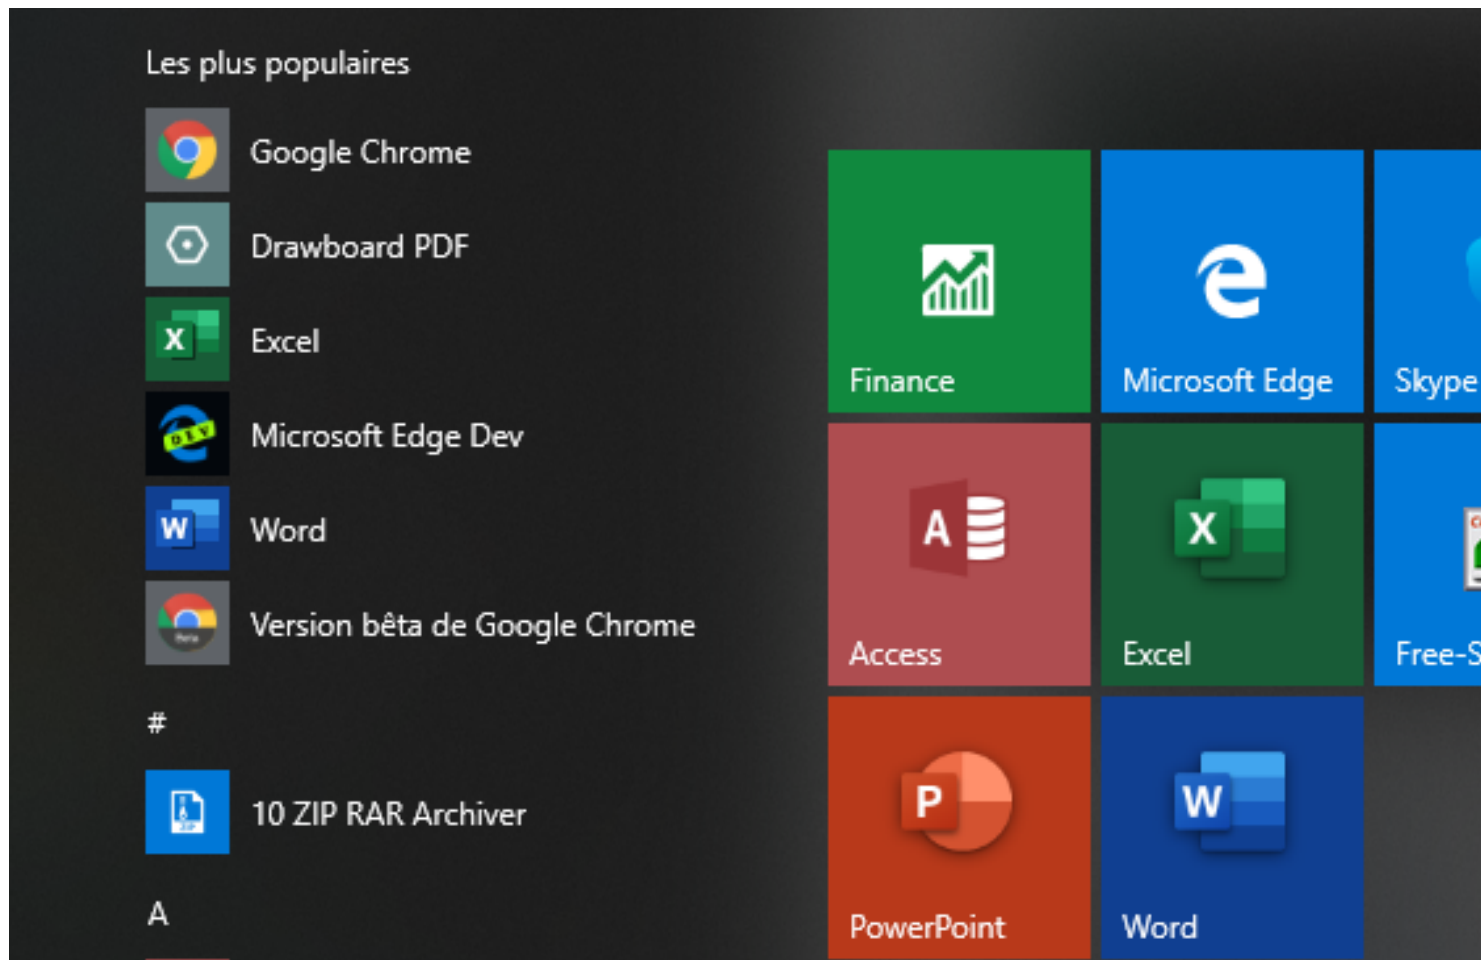 Les plus populaires
Google Chrome
Drawboard PDF
Excel
Microsoft Edge Dev
Word
Version bêta de Google Chrome
#
10 ZIP RAR Archiver
A
Finance
Microsoft Edge
Skype
Access
Excel
Free-S
PowerPoint
Word